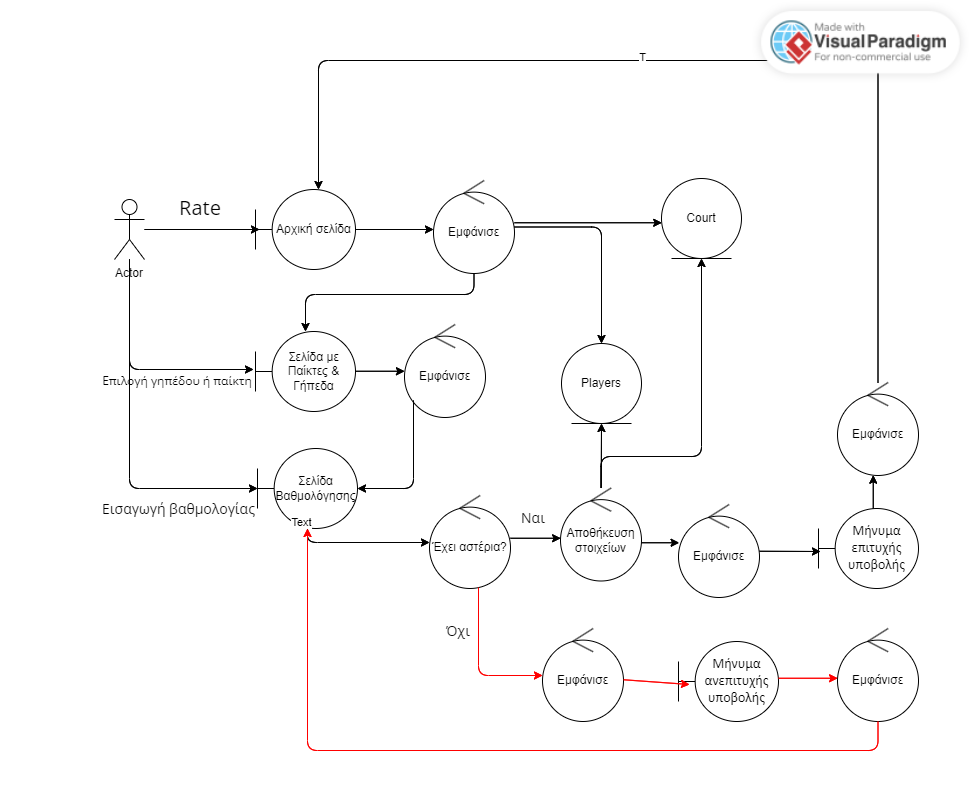 Made with
Visual Paradigm
For non-commercial use
T
Rate
Αρχική σελίδα
Εμφάνισε
Court
Actor
Σελίδα με
Παίκτες &
Γήπεδα
Εμφάνισε
Players
Επιλογή γηπέδου ή παίκτη
Εμφάνισε
Σελίδα
Βαθμολόγησης
Εισαγωγή βαθμολογίας
Text
Ναι
Έχει αστέρια?
Αποθήκευση
στοιχείων
Εμφάνισε
Μήνυμα
επιτυχής
υποβολής
Όχι
Εμφάνισε
Μήνυμα
ανεπιτυχής
υποβολής
Εμφάνισε